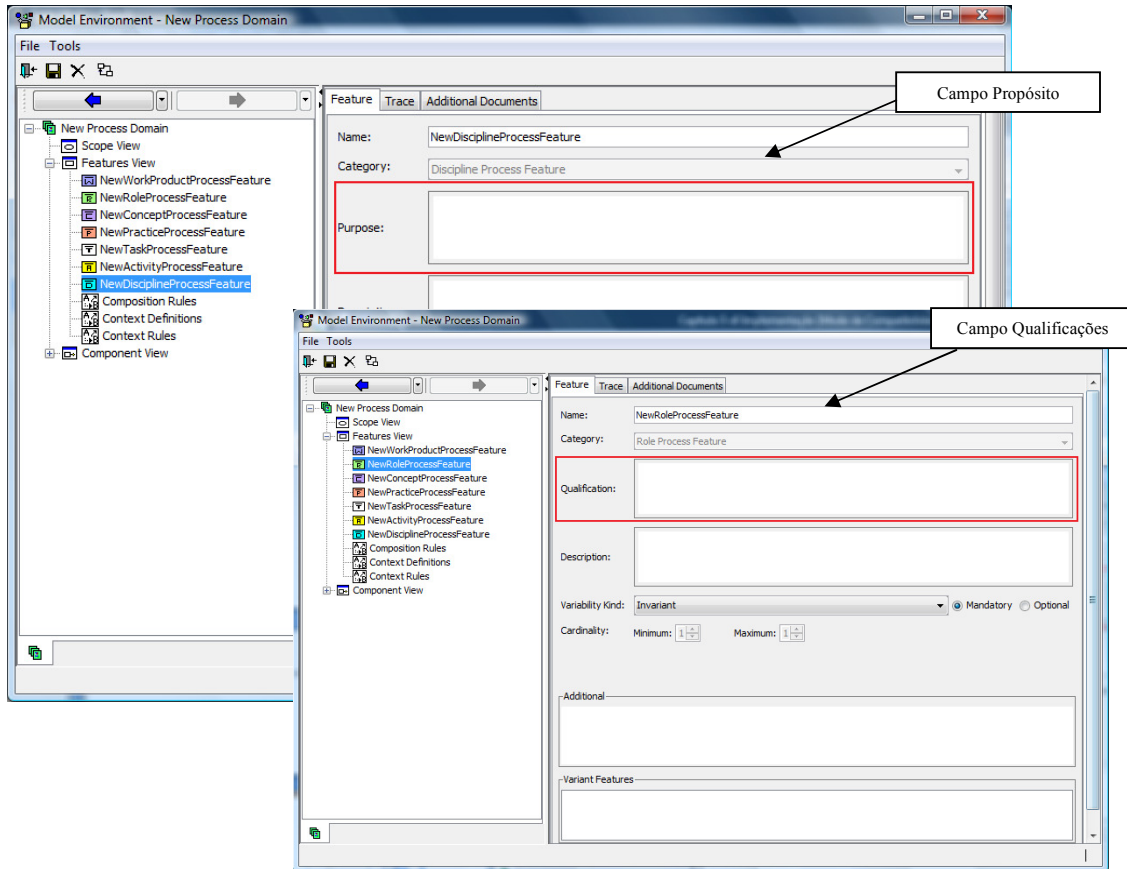 Model Environment - New Process Domain
File Tools
Campo Propósito
Feature Trace Additional Documents
New Process Domain
Scope View
Features View
NewWorkProductProcessFeature
NewRoleProcessFeature
NewConceptProcessFeature
NewPracticeProcessFeature
NewTaskProcessFeature
NewActivityProcessFeature
NewDisciplineProcessFeature
Composition Rules
Context Definitions
Context Rules
Component View
Name: NewDisciplineProcessFeature
Category: Discipline Process Feature
Purpose:
Model Environment - New Process Domain
File Tools
Campo Qualificações
Feature Trace Additional Documents
New Process Domain
Scope View
Features View
NewWorkProductProcessFeature
NewRoleProcessFeature
NewConceptProcessFeature
NewPracticeProcessFeature
NewTaskProcessFeature
NewActivityProcessFeature
NewDisciplineProcessFeature
Composition Rules
Context Definitions
Context Rules
Component View
Name: NewRoleProcessFeature
Category: Role Process Feature
Qualification:
Description:
Variability Kind: Invariant Mandatory Optional
Cardinality: Minimum: 1 Maximum: 1
Additional
Variant Features